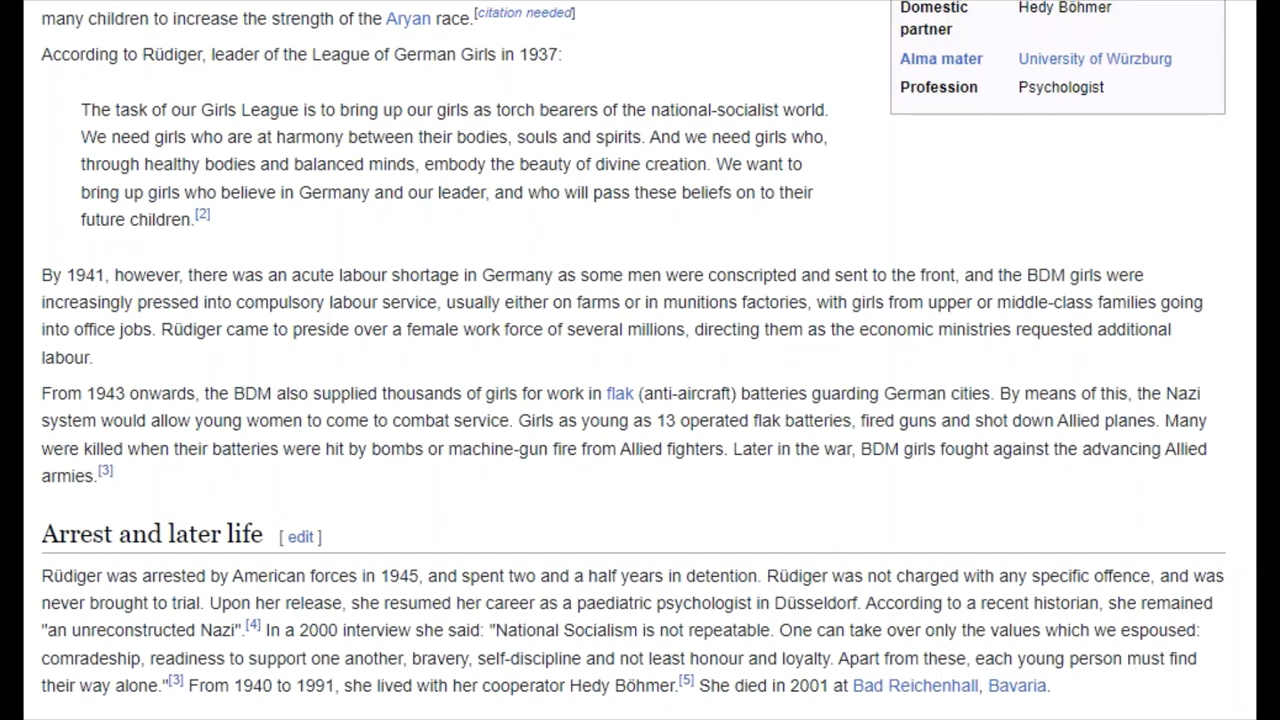 many children to increase the strength of the Aryan race.[citation needed]
According to Rüdiger, leader of the League of German Girls in 1937:
The task of our Girls League is to bring up our girls as torch bearers of the national-socialist world.
We need girls who are at harmony between their bodies, souls and spirits. And we need girls who,
through healthy bodies and balanced minds, embody the beauty of divine creation. We want to
bring up girls who believe in Germany and our leader, and who will pass these beliefs on to their
future children.[2]
Domestic partner Hedy Böhmer
Alma mater University of Würzburg
Profession Psychologist
By 1941, however, there was an acute labour shortage in Germany as some men were conscripted and sent to the front, and the BDM girls were
increasingly pressed into compulsory labour service, usually either on farms or in munitions factories, with girls from upper or middle-class families going
into office jobs. Rüdiger came to preside over a female work force of several millions, directing them as the economic ministries requested additional
labour.
From 1943 onwards, the BDM also supplied thousands of girls for work in flak (anti-aircraft) batteries guarding German cities. By means of this, the Nazi
system would allow young women to come to combat service. Girls as young as 13 operated flak batteries, fired guns and shot down Allied planes. Many
were killed when their batteries were hit by bombs or machine-gun fire from Allied fighters. Later in the war, BDM girls fought against the advancing Allied
armies.[3]
Arrest and later life [ edit ]
Rüdiger was arrested by American forces in 1945, and spent two and a half years in detention. Rüdiger was not charged with any specific offence, and was
never brought to trial. Upon her release, she resumed her career as a paediatric psychologist in Düsseldorf. According to a recent historian, she remained
"an unreconstructed Nazi".[4] In a 2000 interview she said: "National Socialism is not repeatable. One can take over only the values which we espoused:
comradeship, readiness to support one another, bravery, self-discipline and not least honour and loyalty. Apart from these, each young person must find
their way alone."[3] From 1940 to 1991, she lived with her cooperator Hedy Böhmer.[5] She died in 2001 at Bad Reichenhall, Bavaria.